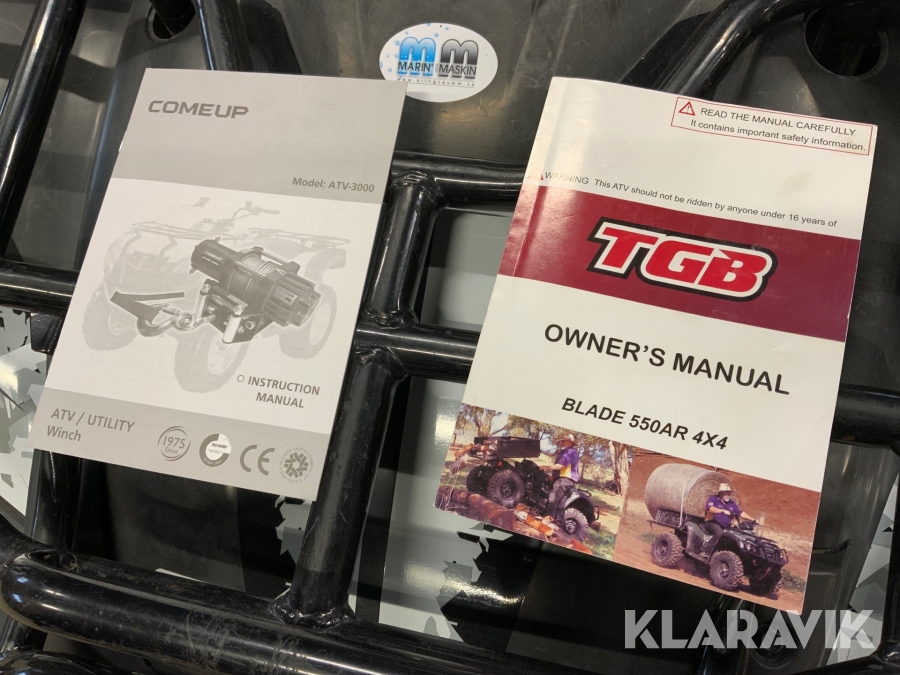 MARIN MASKIN
COMEUP
Model: ATV-3000
INSTRUCTION
MANUAL
ATV / UTILITY
Winch
1975
Since
CE
READ THE MANUAL CAREFULLY
It contains important safety information.
WARNING This ATV should not be ridden by anyone under 16 years of
TGB
OWNER'S MANUAL
BLADE 550AR 4X4
KLARAVIK